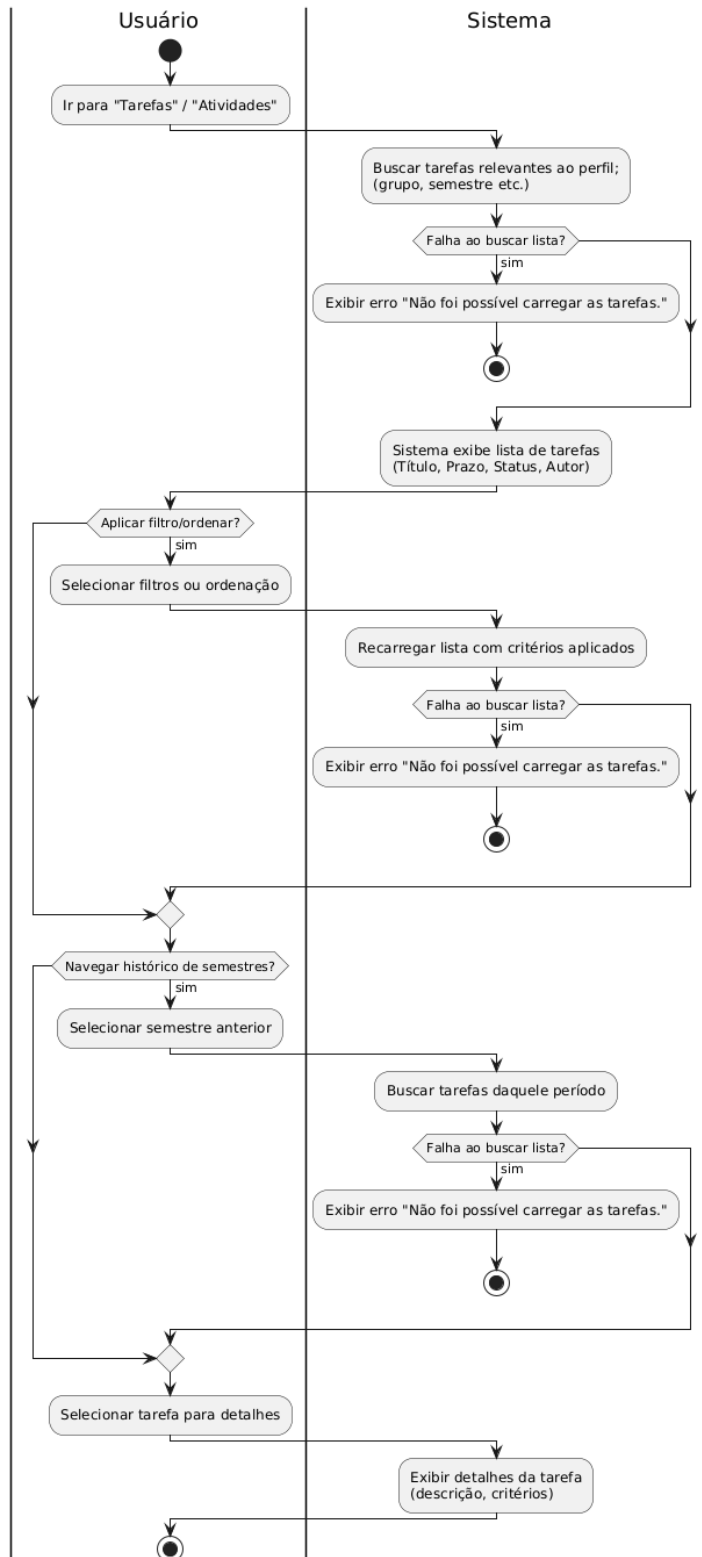 Usuário
Sistema
Ir para "Tarefas" / "Atividades"
Buscar tarefas relevantes ao perfil;
(grupo, semestre etc.)
Falha ao buscar lista?
sim
Exibir erro "Não foi possível carregar as tarefas."
Sistema exibe lista de tarefas
(Título, Prazo, Status, Autor)
Aplicar filtro/ordenar?
sim
Selecionar filtros ou ordenação
Recarregar lista com critérios aplicados
Falha ao buscar lista?
sim
Exibir erro "Não foi possível carregar as tarefas."
Navegar histórico de semestres?
sim
Selecionar semestre anterior
Buscar tarefas daquele período
Falha ao buscar lista?
sim
Exibir erro "Não foi possível carregar as tarefas."
Selecionar tarefa para detalhes
Exibir detalhes da tarefa
(descrição, critérios)